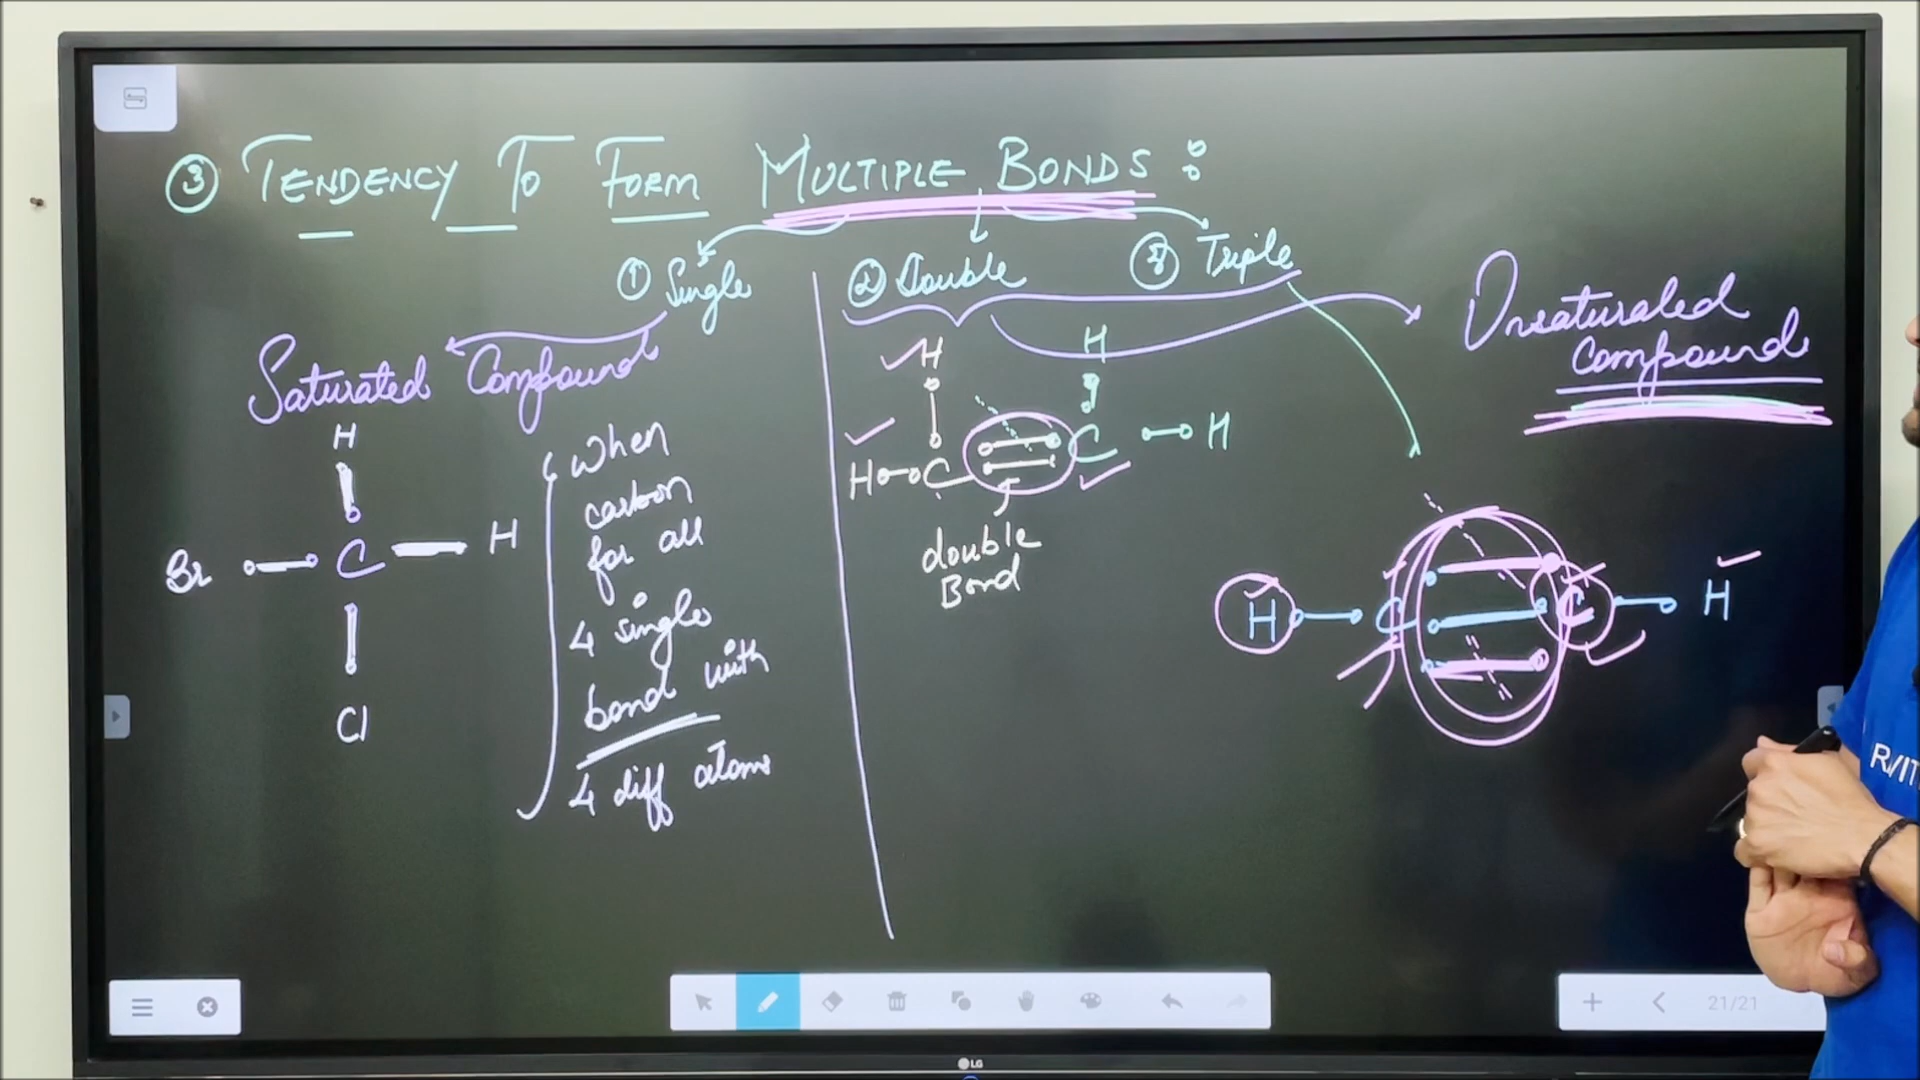 ③ TENDENCY TO FORM MULTIPLE BONDS :
① Single
② Double
③ Triple
Saturated Compound
Unsaturated
Compound
H
Br C H
Cl
When
carbon
for all
4 single
bond with
4 diff atoms
H H
H C C H
double
Bond
H C C H
21/21
LG